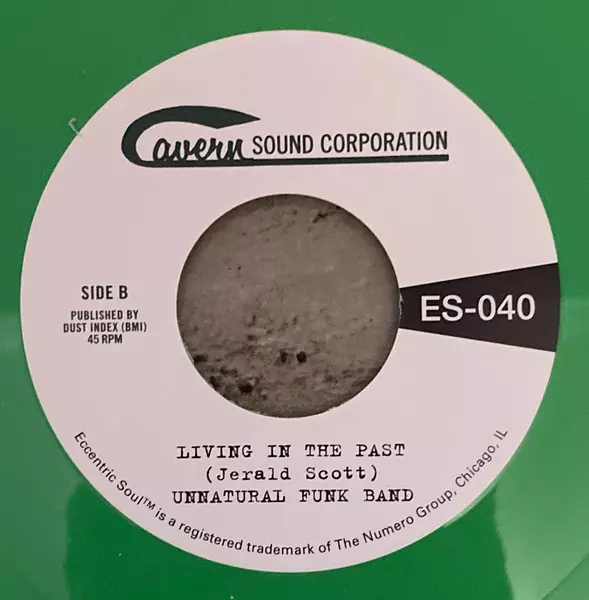 Cavern SOUND CORPORATION
SIDE B
PUBLISHED BY
DUST INDEX (BMI)
45 RPM
ES-040
LIVING IN THE PAST
(Jerald Scott)
UNNATURAL FUNK BAND
Eccentric Soul™ is a registered trademark of The Numero Group, Chicago, IL